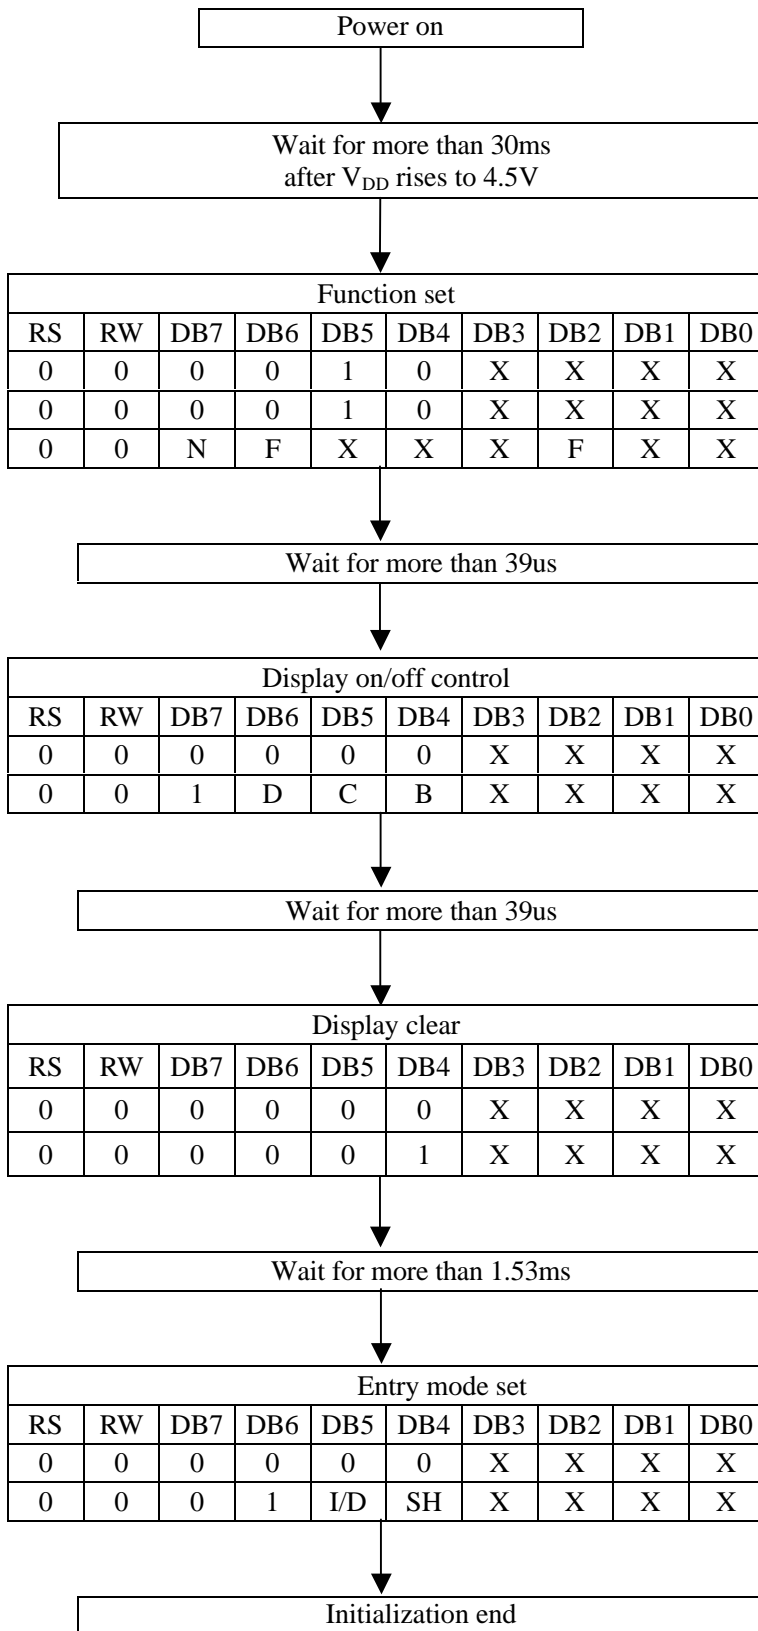 Power on
Wait for more than 30ms
after VDD rises to 4.5V
Function set
RS RW DB7 DB6 DB5 DB4 DB3 DB2 DB1 DB0
0 0 0 0 1 0 X X X X
0 0 0 0 1 0 X X X X
0 0 N F X X X F X X
Wait for more than 39us
Display on/off control
RS RW DB7 DB6 DB5 DB4 DB3 DB2 DB1 DB0
0 0 0 0 0 0 X X X X
0 0 1 D C B X X X X
Wait for more than 39us
Display clear
RS RW DB7 DB6 DB5 DB4 DB3 DB2 DB1 DB0
0 0 0 0 0 0 X X X X
0 0 0 0 0 1 X X X X
Wait for more than 1.53ms
Entry mode set
RS RW DB7 DB6 DB5 DB4 DB3 DB2 DB1 DB0
0 0 0 0 0 0 X X X X
0 0 0 1 I/D SH X X X X
Initialization end